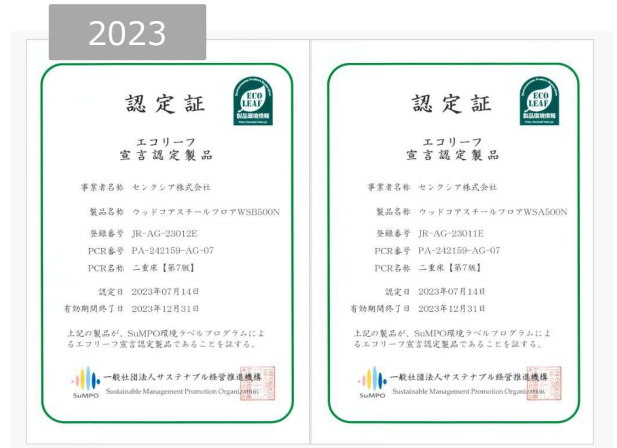 2023
認定証
ECO
LEAF
製品環境情報
エコリーフ
宣言認定製品
事業者名称 センクシア株式会社
製品名称 ウッドコアスチールフロアWSB500N
登録番号 JR-AG-23012E
PCR番号 PA-242159-AG-07
PCR名称 二重床【第7版】
認定日 2023年07月14日
有効期間終了日 2023年12月31日
上記の製品が、SuMPO環境ラベルプログラムによ
るエコリーフ宣言認定製品であることを証する。
SuMPO
一般社団法人サステナブル経営推進機構
Sustainable Management Promotion Organization
認定証
ECO
LEAF
製品環境情報
エコリーフ
宣言認定製品
事業者名称 センクシア株式会社
製品名称 ウッドコアスチールフロアWSA500N
登録番号 JR-AG-23011E
PCR番号 PA-242159-AG-07
PCR名称 二重床【第7版】
認定日 2023年07月14日
有効期間終了日 2023年12月31日
上記の製品が、SuMPO環境ラベルプログラムによ
るエコリーフ宣言認定製品であることを証する。
SuMPO
一般社団法人サステナブル経営推進機構
Sustainable Management Promotion Organization